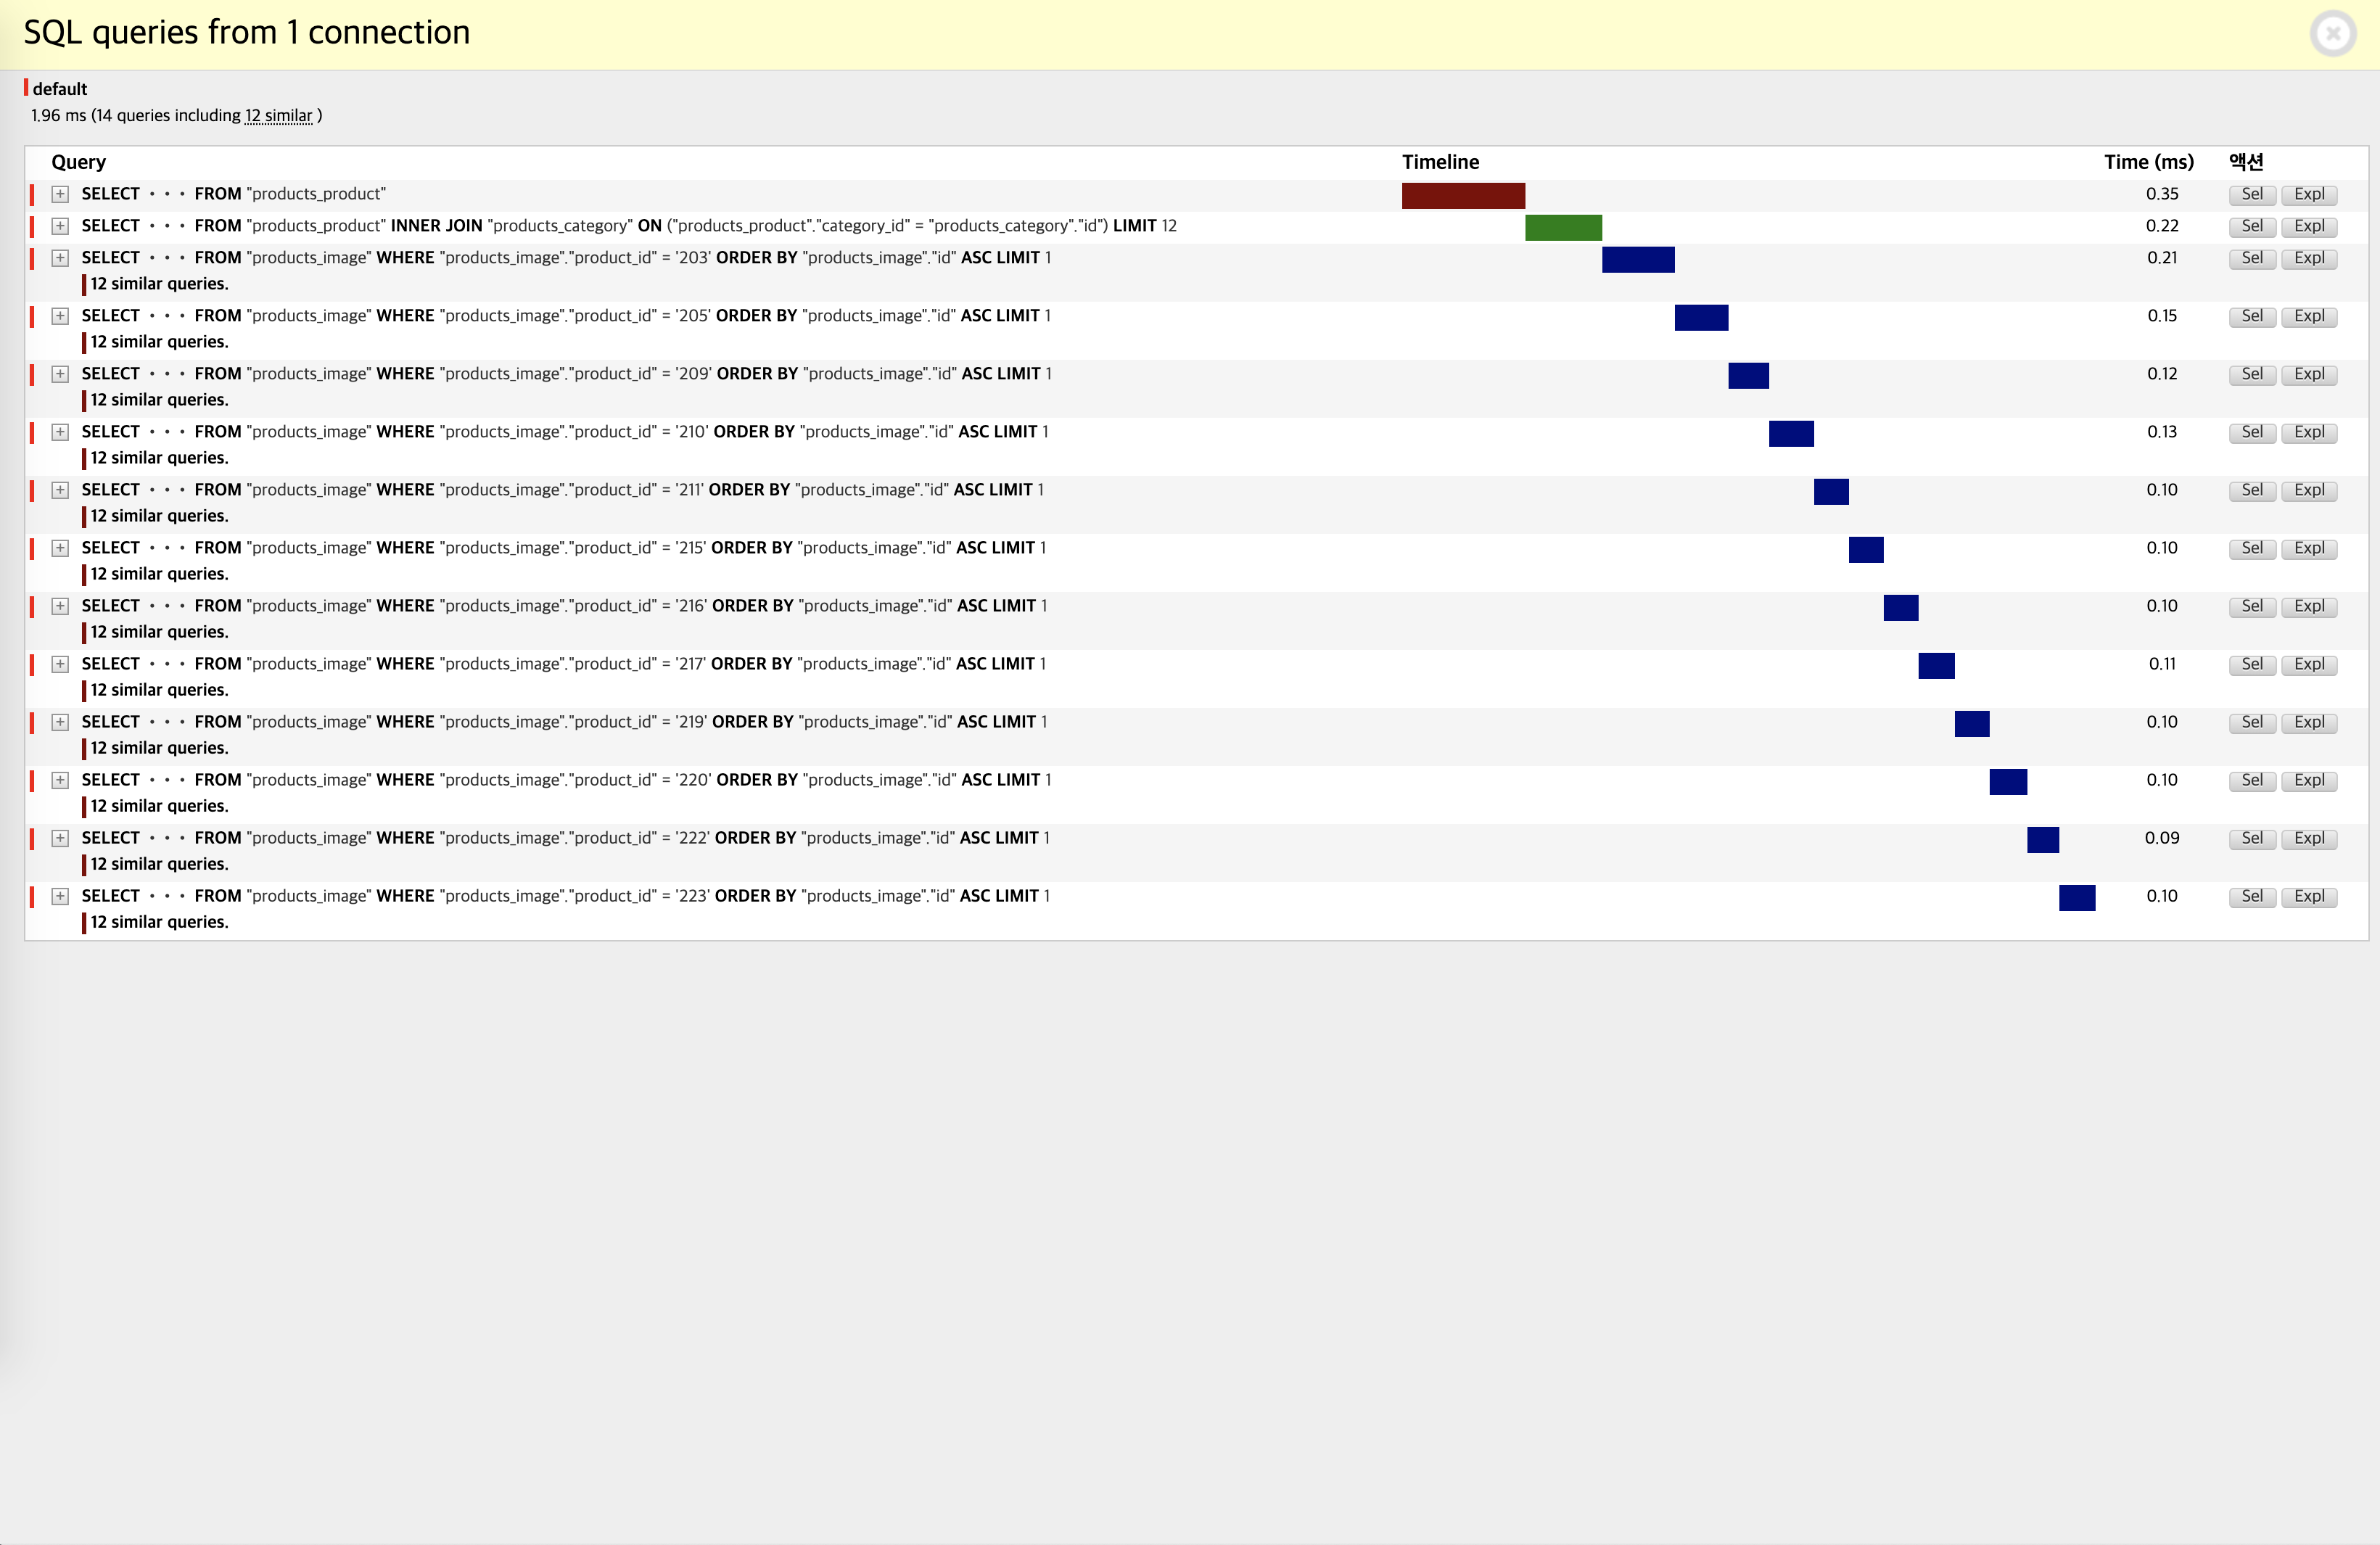 SQL queries from 1 connection
default
1.96 ms (14 queries including 12 similar )
Query Timeline Time (ms) 액션
+ SELECT • • • FROM "products_product" 0.35 Sel Expl
+ SELECT • • • FROM "products_product" INNER JOIN "products_category" ON ("products_product"."category_id" = "products_category"."id") LIMIT 12 0.22 Sel Expl
+ SELECT • • • FROM "products_image" WHERE "products_image"."product_id" = '203' ORDER BY "products_image"."id" ASC LIMIT 1 0.21 Sel Expl
12 similar queries.
+ SELECT • • • FROM "products_image" WHERE "products_image"."product_id" = '205' ORDER BY "products_image"."id" ASC LIMIT 1 0.15 Sel Expl
12 similar queries.
+ SELECT • • • FROM "products_image" WHERE "products_image"."product_id" = '209' ORDER BY "products_image"."id" ASC LIMIT 1 0.12 Sel Expl
12 similar queries.
+ SELECT • • • FROM "products_image" WHERE "products_image"."product_id" = '210' ORDER BY "products_image"."id" ASC LIMIT 1 0.13 Sel Expl
12 similar queries.
+ SELECT • • • FROM "products_image" WHERE "products_image"."product_id" = '211' ORDER BY "products_image"."id" ASC LIMIT 1 0.10 Sel Expl
12 similar queries.
+ SELECT • • • FROM "products_image" WHERE "products_image"."product_id" = '215' ORDER BY "products_image"."id" ASC LIMIT 1 0.10 Sel Expl
12 similar queries.
+ SELECT • • • FROM "products_image" WHERE "products_image"."product_id" = '216' ORDER BY "products_image"."id" ASC LIMIT 1 0.10 Sel Expl
12 similar queries.
+ SELECT • • • FROM "products_image" WHERE "products_image"."product_id" = '217' ORDER BY "products_image"."id" ASC LIMIT 1 0.11 Sel Expl
12 similar queries.
+ SELECT • • • FROM "products_image" WHERE "products_image"."product_id" = '219' ORDER BY "products_image"."id" ASC LIMIT 1 0.10 Sel Expl
12 similar queries.
+ SELECT • • • FROM "products_image" WHERE "products_image"."product_id" = '220' ORDER BY "products_image"."id" ASC LIMIT 1 0.10 Sel Expl
12 similar queries.
+ SELECT • • • FROM "products_image" WHERE "products_image"."product_id" = '222' ORDER BY "products_image"."id" ASC LIMIT 1 0.09 Sel Expl
12 similar queries.
+ SELECT • • • FROM "products_image" WHERE "products_image"."product_id" = '223' ORDER BY "products_image"."id" ASC LIMIT 1 0.10 Sel Expl
12 similar queries.